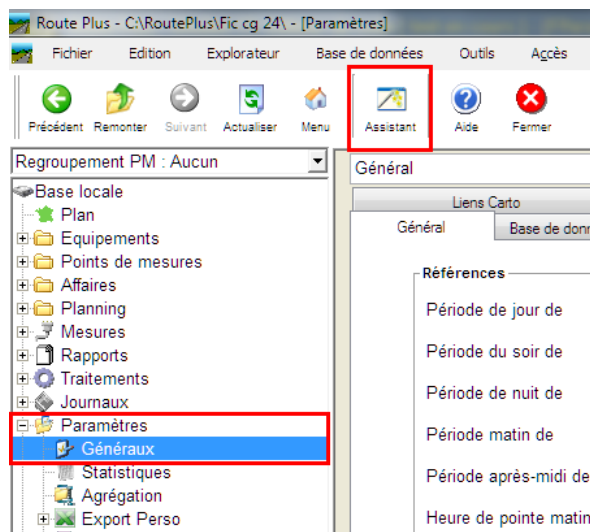 Route Plus - C:\RoutePlus\Fic cg 24\ - [Paramètres]
Fichier Edition Explorateur Base de données Outils Accès
Précédent Remonter Suivant Actualiser Menu Assistant Aide Fermer
Regroupement PM : Aucun
Général
Base locale
Plan
Equipements
Points de mesures
Affaires
Planning
Mesures
Rapports
Traitements
Journaux
Paramètres
Généraux
Statistiques
Agrégation
Export Perso
Liens Carto
Général Base de donn
Références
Période de jour de
Période du soir de
Période de nuit de
Période matin de
Période après-midi de
Heure de pointe matin